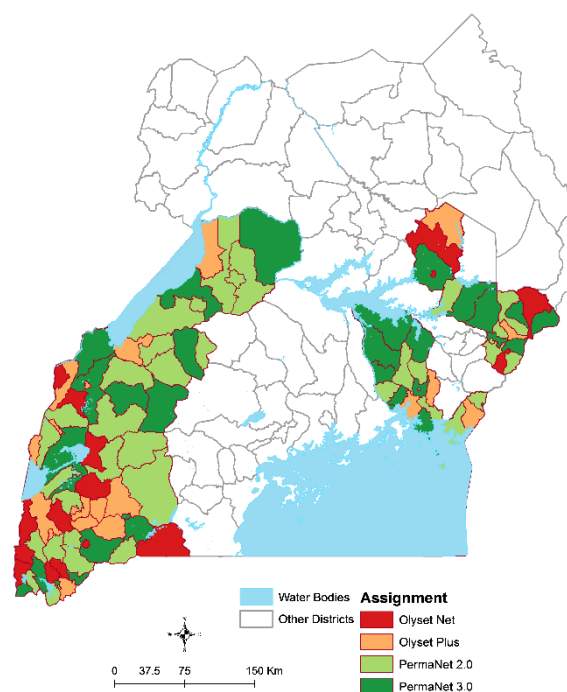 Water Bodies
Other Districts
Assignment
Olyset Net
Olyset Plus
PermaNet 2.0
PermaNet 3.0
0 37.5 75 150 Km